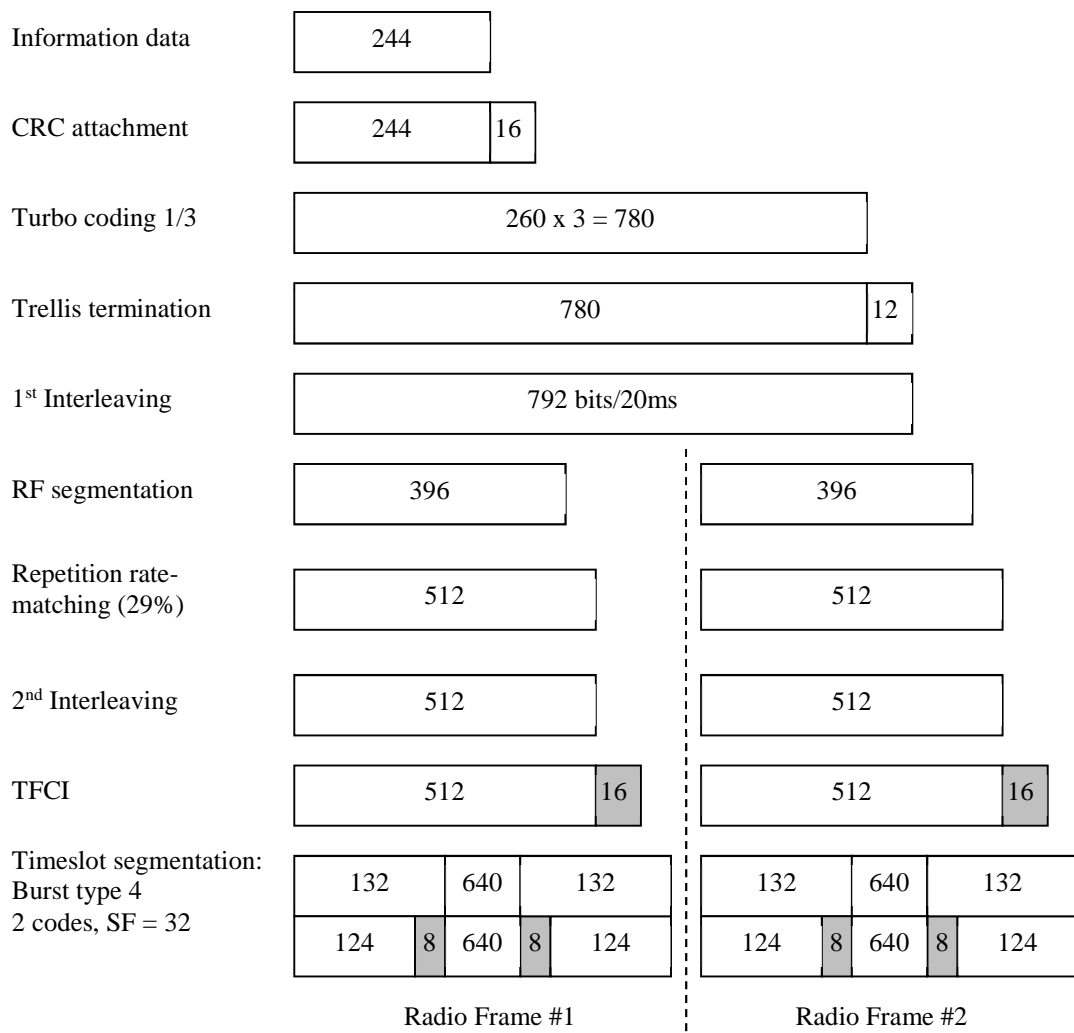 Information data
244
CRC attachment
244 16
Turbo coding 1/3
260 x 3 = 780
Trellis termination
780 12
1st Interleaving
792 bits/20ms
RF segmentation
396 396
Repetition rate-
matching (29%)
512 512
2nd Interleaving
512 512
TFCI
512 16 512 16
Timeslot segmentation:
Burst type 4
2 codes, SF = 32
132 640 132 132 640 132
124 8 640 8 124 124 8 640 8 124
Radio Frame #1 Radio Frame #2